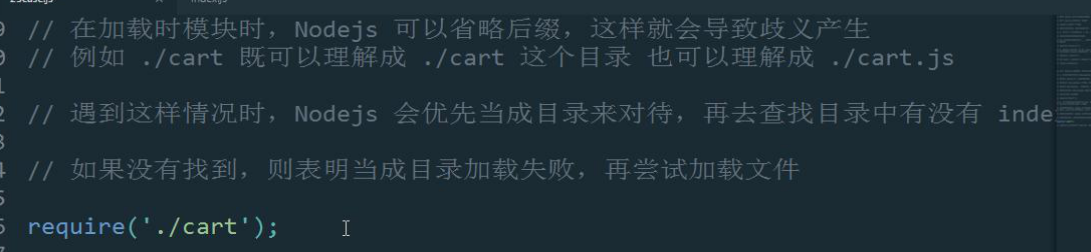 // 在加载时模块时，Nodejs 可以省略后缀，这样就会导致歧义产生
// 例如 ./cart 既可以理解成 ./cart 这个目录 也可以理解成 ./cart.js
// 遇到这样情况时，Nodejs 会优先当成目录来对待，再去查找目录中有没有 inde
// 如果没有找到，则表明当成目录加载失败，再尝试加载文件
require('./cart');